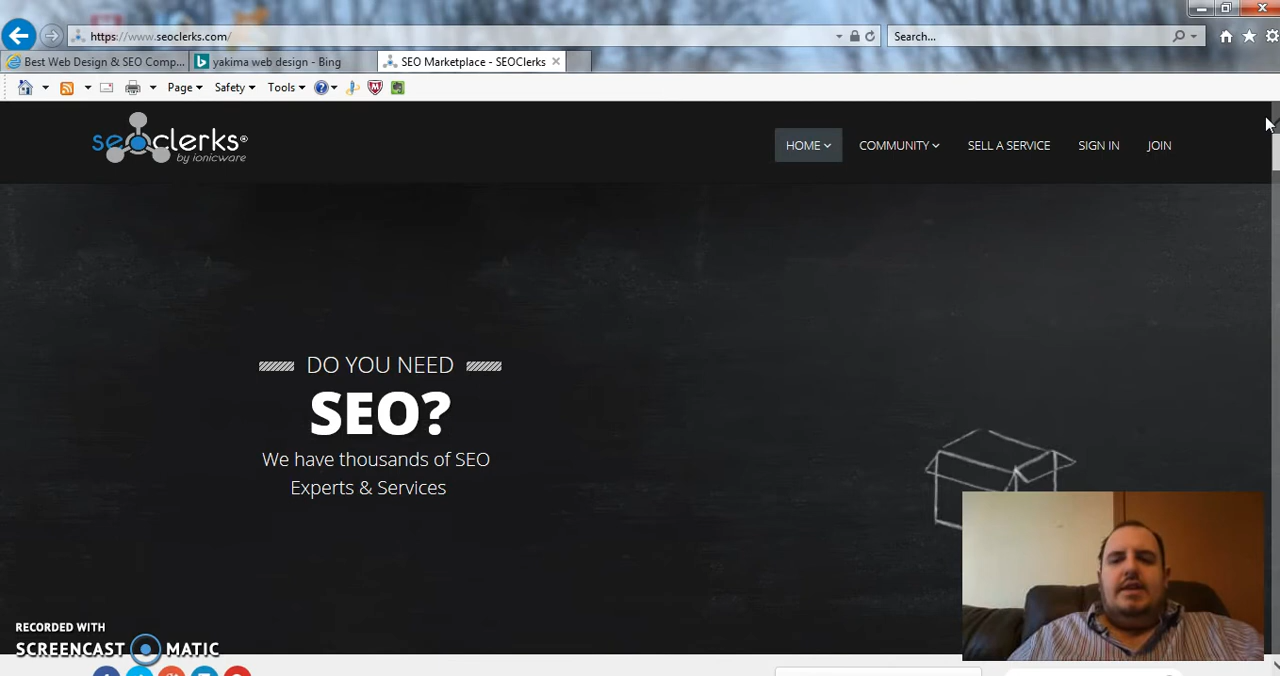 https://www.seoclerks.com/
Search...
Best Web Design & SEO Comp...
yakima web design - Bing
SEO Marketplace - SEOClerks
Page
Safety
Tools
seoclerks®
by ionicware
HOME
COMMUNITY
SELL A SERVICE
SIGN IN
JOIN
DO YOU NEED
SEO?
We have thousands of SEO
Experts & Services
RECORDED WITH
SCREENCAST MATIC